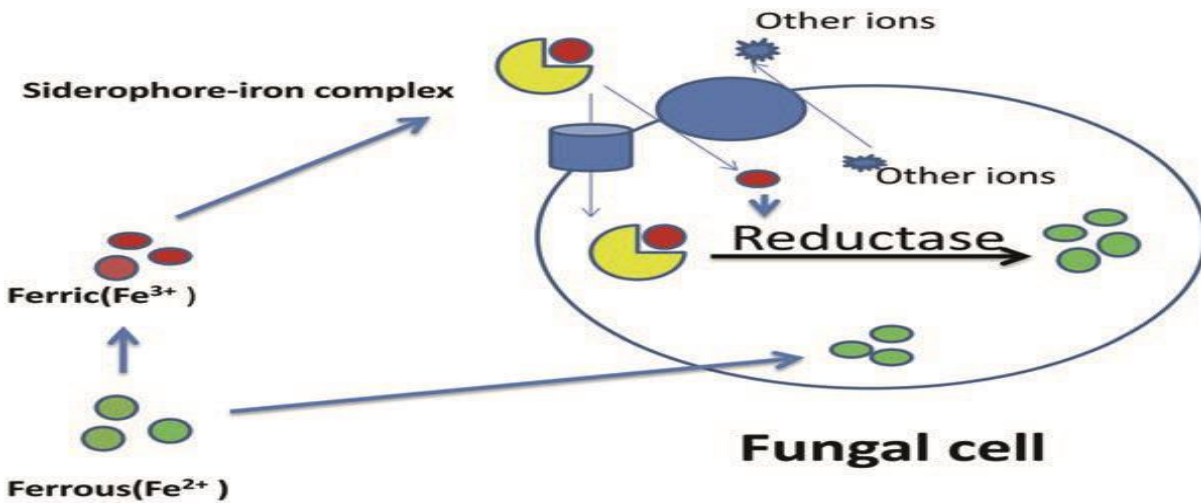 Other ions
Siderophore-iron complex
Other ions
Reductase
Ferric(Fe³⁺ )
Fungal cell
Ferrous(Fe²⁺ )